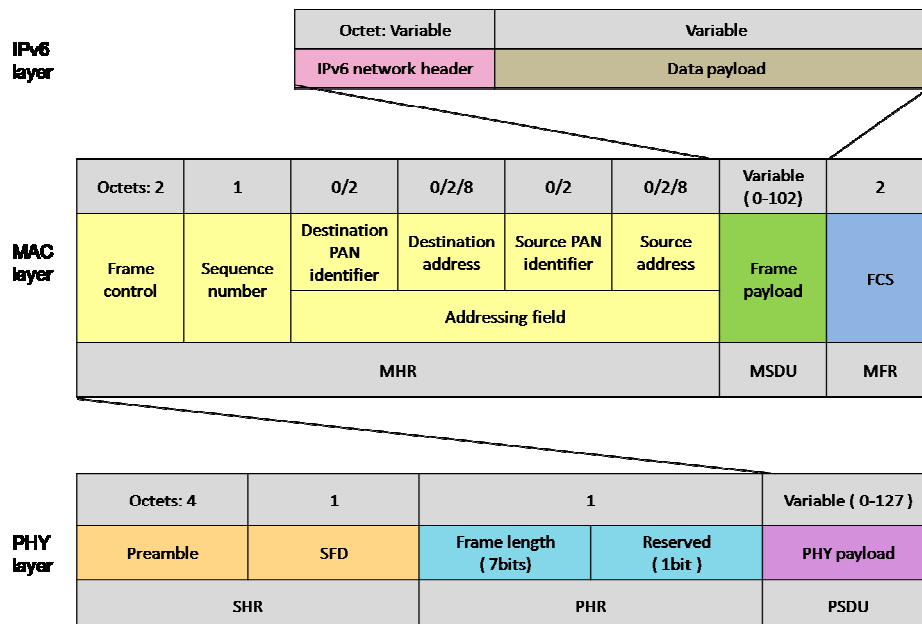 IPv6
layer
Octet: Variable
Variable
IPv6 network header
Data payload
MAC
layer
Octets: 2
1
0/2
0/2/8
0/2
0/2/8
Variable
( 0-102)
2
Frame
control
Sequence
number
Destination
PAN
identifier
Destination
address
Source PAN
identifier
Source
address
Addressing field
Frame
payload
FCS
MHR
MSDU
MFR
PHY
layer
Octets: 4
1
1
Variable ( 0-127 )
Preamble
SFD
Frame length
( 7bits)
Reserved
( 1bit )
PHY payload
SHR
PHR
PSDU